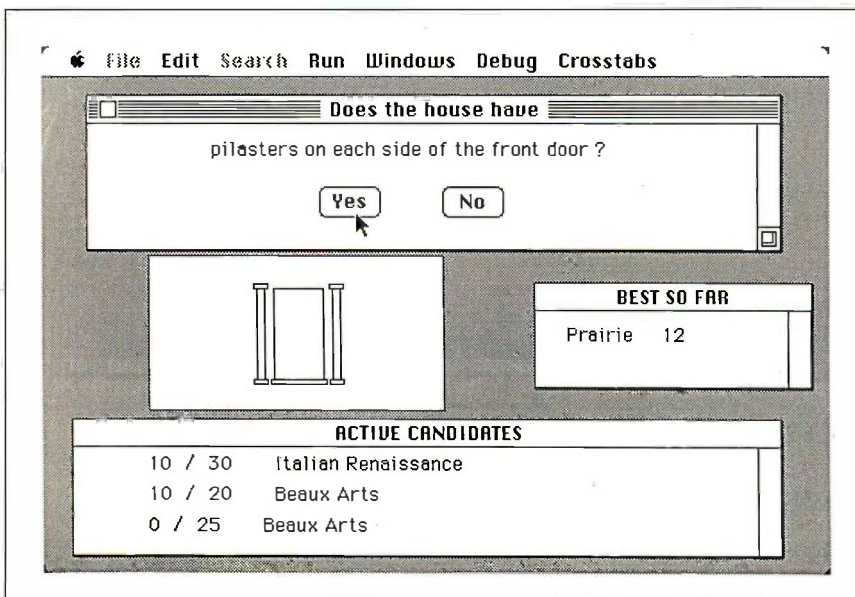 File Edit Search Run Windows Debug Crosstabs
Does the house have
pilasters on each side of the front door ?
Yes No
BEST SO FAR
Prairie 12
ACTIVE CANDIDATES
10 / 30 Italian Renaissance
10 / 20 Beaux Arts
0 / 25 Beaux Arts